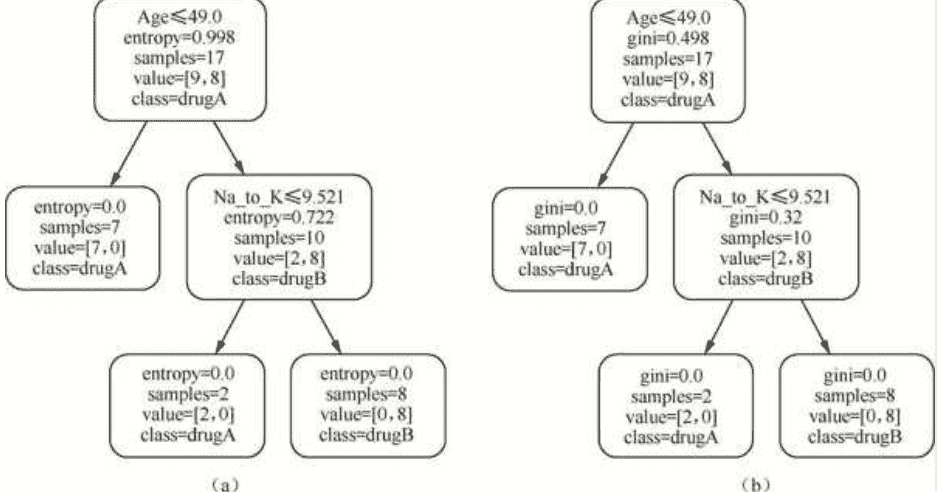 Age≤49.0
entropy=0.998
samples=17
value=[9,8]
class=drugA
entropy=0.0
samples=7
value=[7,0]
class=drugA
Na_to_K≤9.521
entropy=0.722
samples=10
value=[2,8]
class=drugB
entropy=0.0
samples=2
value=[2,0]
class=drugA
entropy=0.0
samples=8
value=[0,8]
class=drugB
(a)
Age≤49.0
gini=0.498
samples=17
value=[9,8]
class=drugA
gini=0.0
samples=7
value=[7,0]
class=drugA
Na_to_K≤9.521
gini=0.32
samples=10
value=[2,8]
class=drugB
gini=0.0
samples=2
value=[2,0]
class=drugA
gini=0.0
samples=8
value=[0,8]
class=drugB
(b)